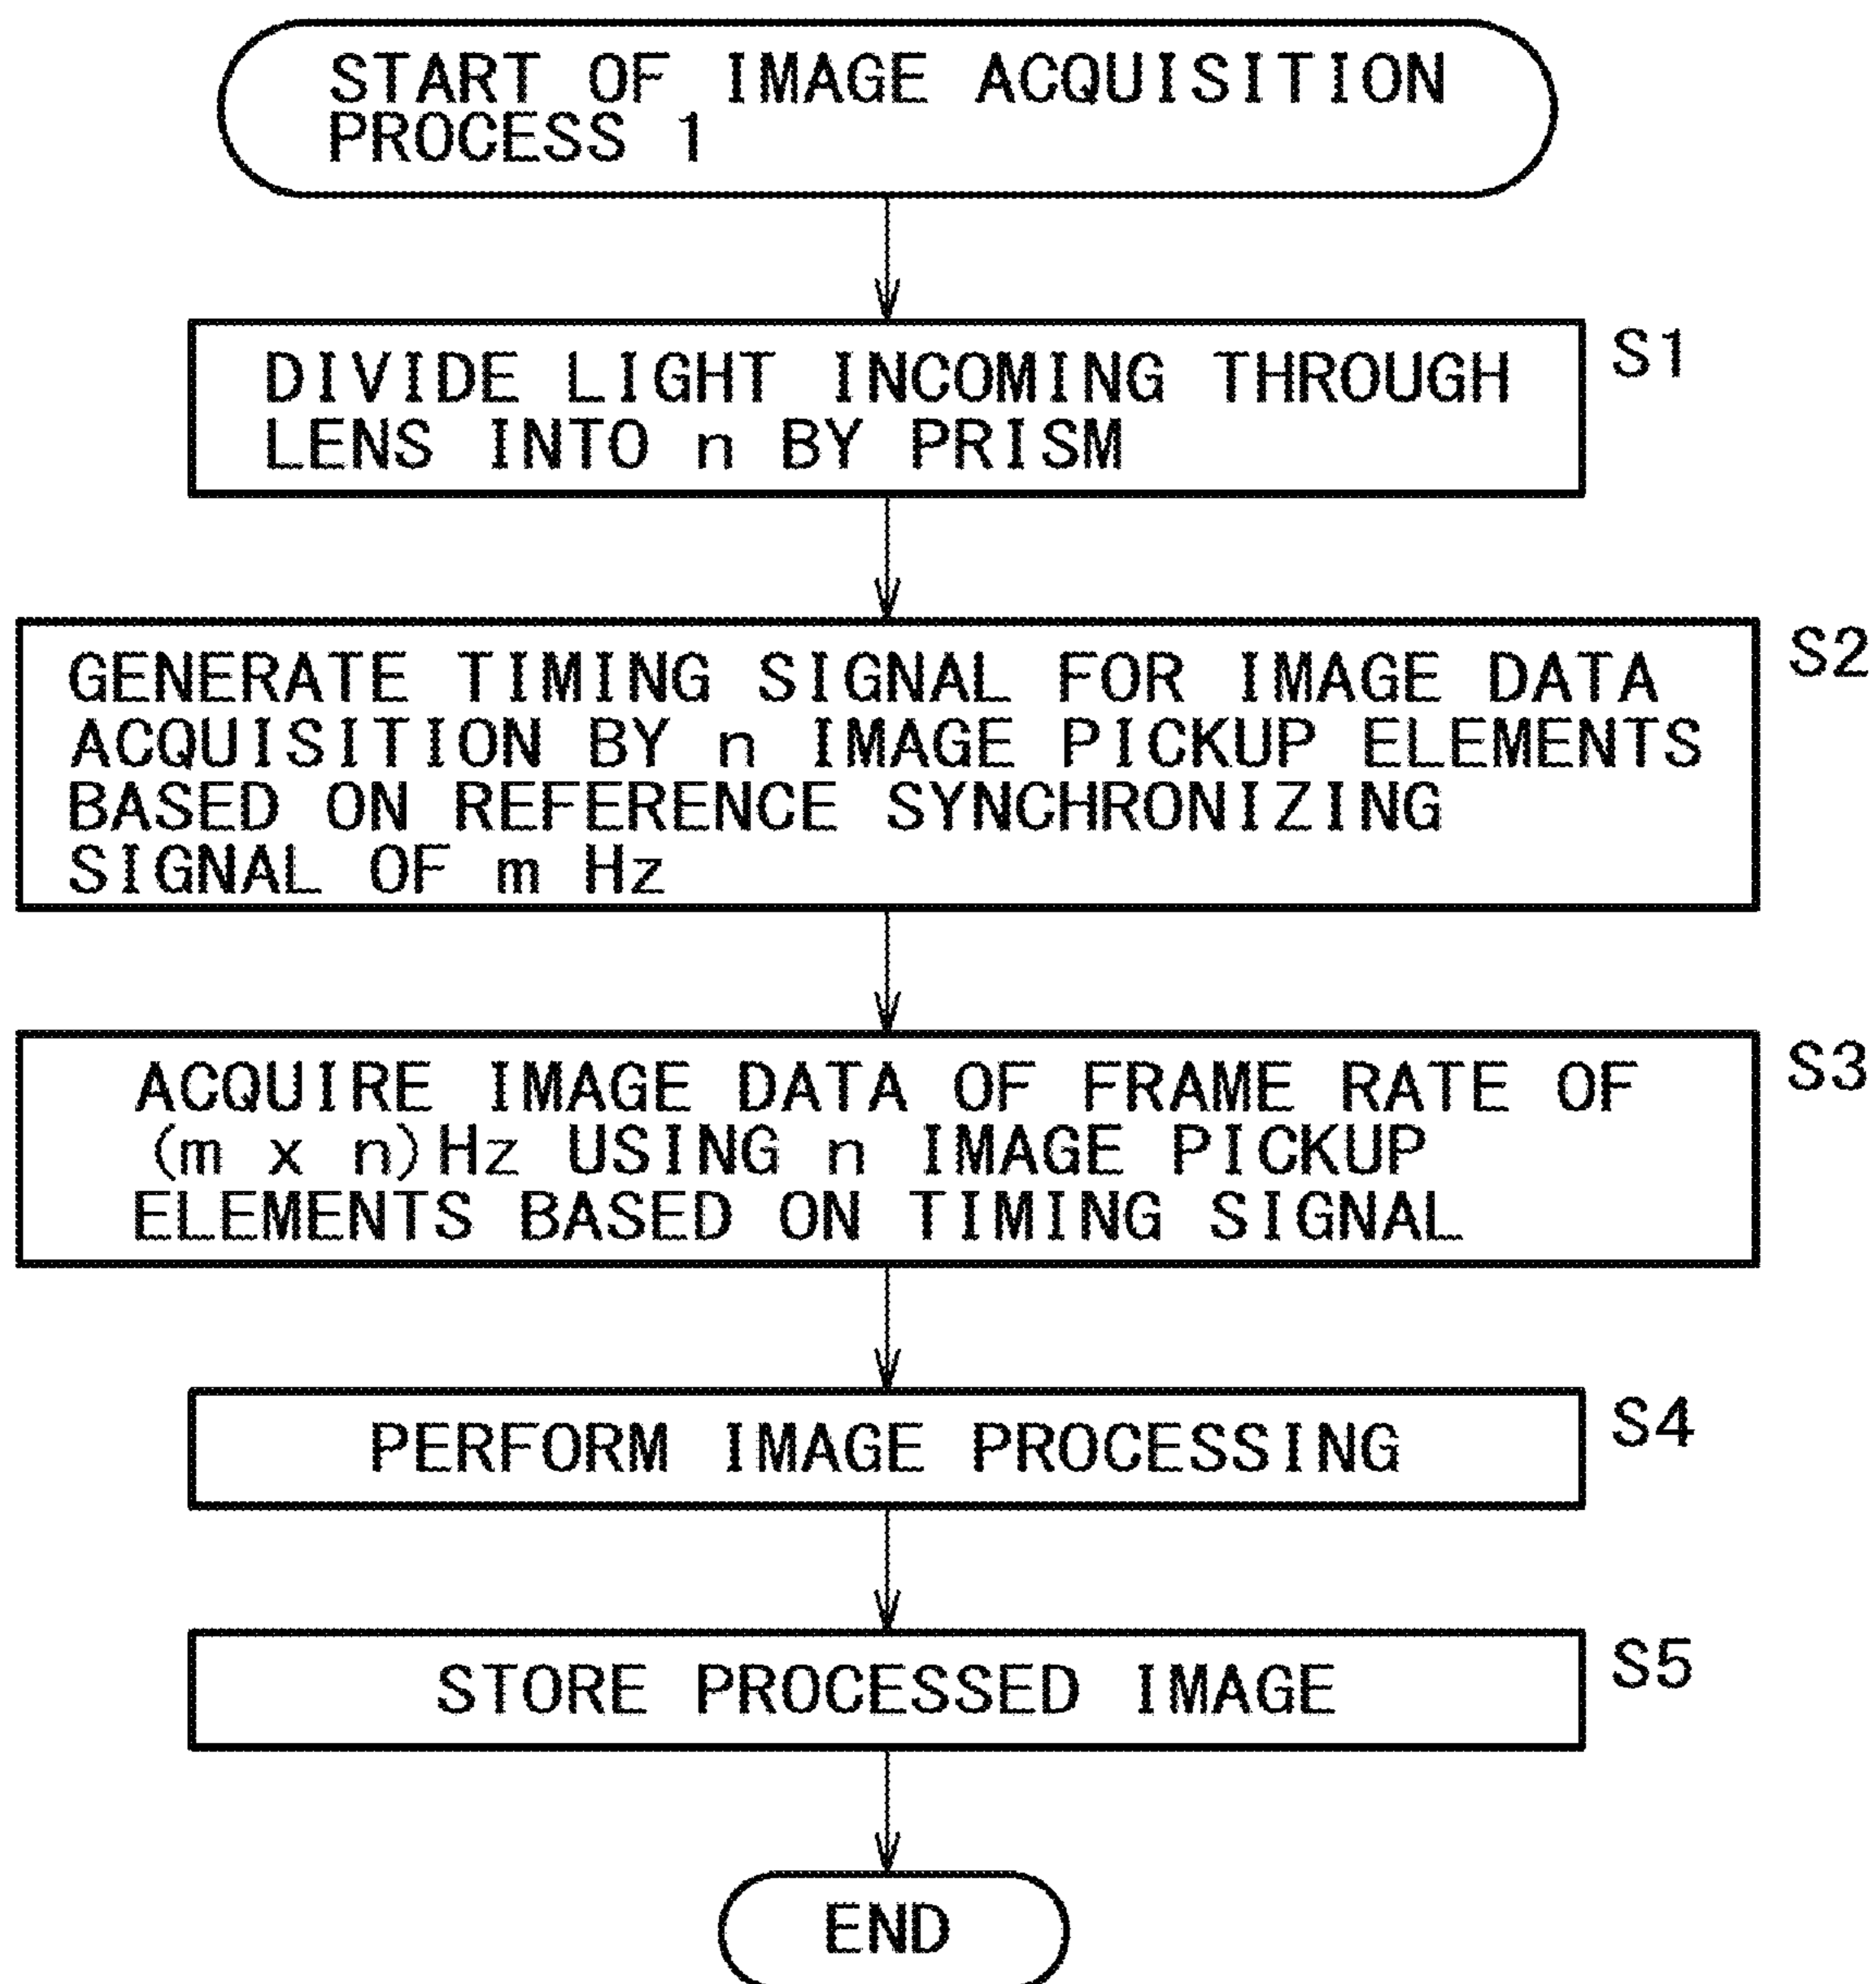 START OF IMAGE ACQUISITION
PROCESS 1
DIVIDE LIGHT INCOMING THROUGH
LENS INTO n BY PRISM
S1
GENERATE TIMING SIGNAL FOR IMAGE DATA
ACQUISITION BY n IMAGE PICKUP ELEMENTS
BASED ON REFERENCE SYNCHRONIZING
SIGNAL OF m Hz
S2
ACQUIRE IMAGE DATA OF FRAME RATE OF
(m x n)Hz USING n IMAGE PICKUP
ELEMENTS BASED ON TIMING SIGNAL
S3
PERFORM IMAGE PROCESSING
S4
STORE PROCESSED IMAGE
S5
END